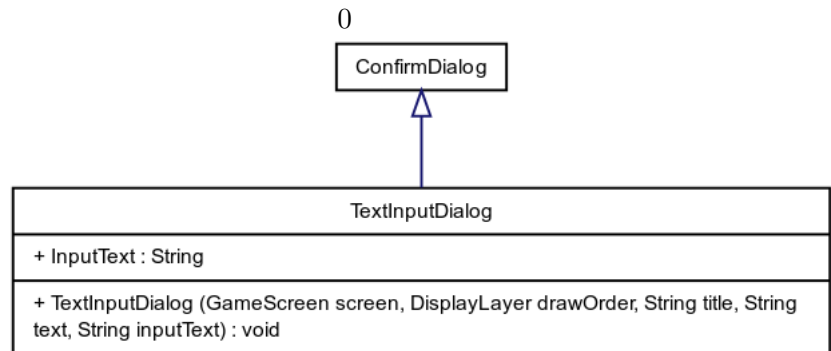 0
ConfirmDialog
TextInputDialog
+ InputText : String
+ TextInputDialog (GameScreen screen, DisplayLayer drawOrder, String title, String
text, String inputText) : void